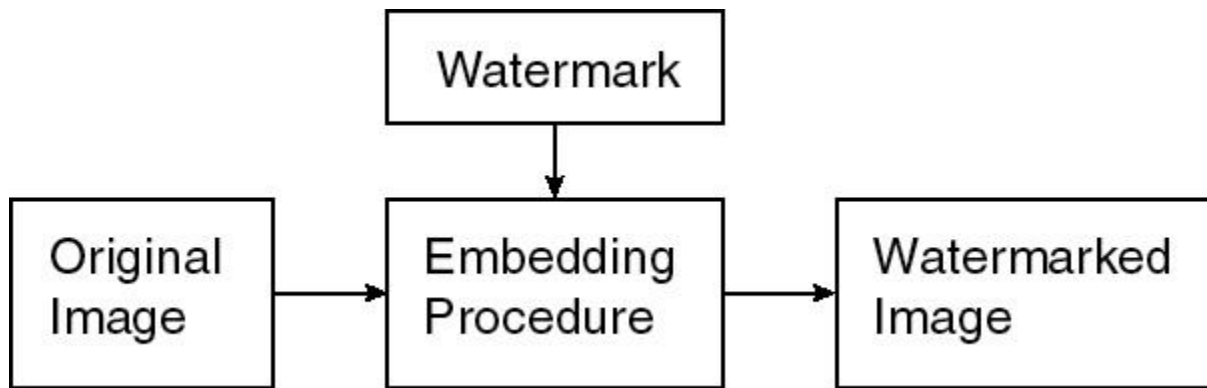 Watermark
Original
Image
Embedding
Procedure
Watermarked
Image